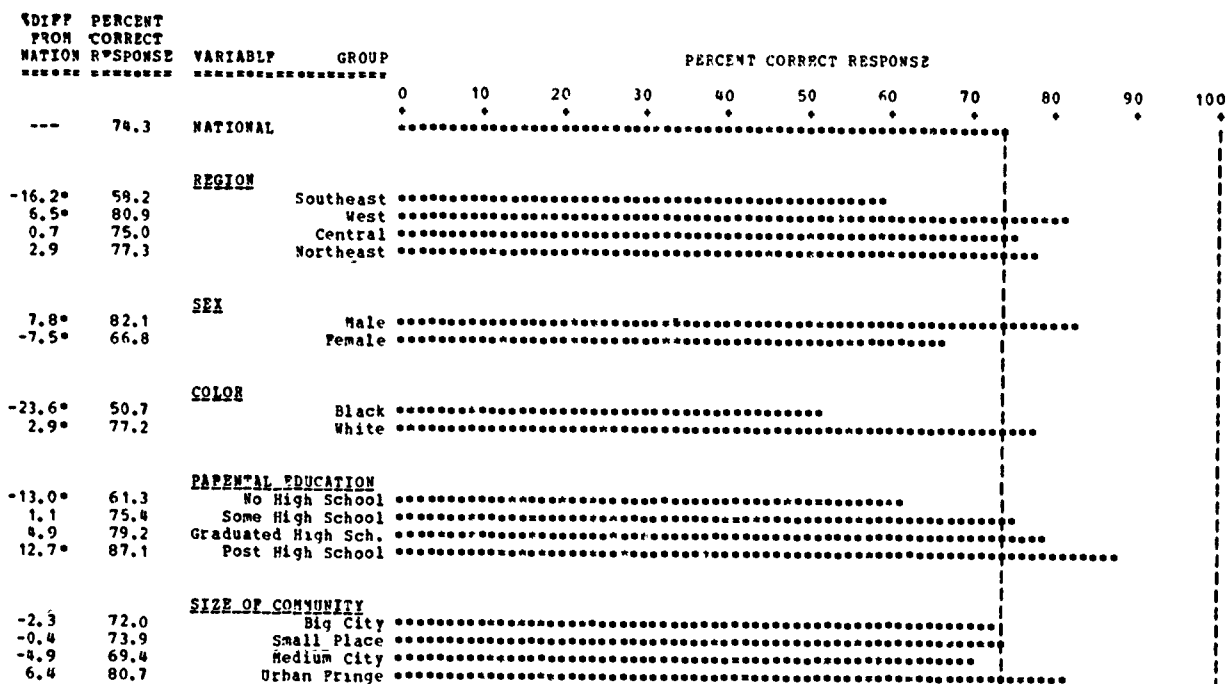 %DIFF PERCENT
FROM CORRECT
NATION RESPONSE VARIABLE GROUP PERCENT CORRECT RESPONSE
0 10 20 30 40 50 60 70 80 90 100
--- 74.3 NATIONAL
REGION
-16.2* 58.2 Southeast
6.5* 80.9 West
0.7 75.0 Central
2.9 77.3 Northeast
SEX
7.8* 82.1 Male
-7.5* 66.8 Female
COLOR
-23.6* 50.7 Black
2.9* 77.2 White
PARENTAL EDUCATION
-13.0* 61.3 No High School
1.1 75.4 Some High School
4.9 79.2 Graduated High Sch.
12.7* 87.1 Post High School
SIZE OF COMMUNITY
-2.3 72.0 Big City
-0.4 73.9 Small Place
-4.9 69.4 Medium City
6.4 80.7 Urban Fringe